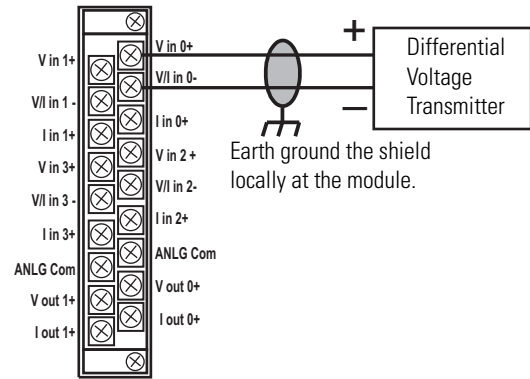 V in 1+
V/I in 1 -
I in 1+
V in 3+
V/I in 3 -
I in 3+
ANLG Com
V out 1+
I out 1+
V in 0+
V/I in 0-
I in 0+
V in 2 +
V/I in 2-
I in 2+
ANLG Com
V out 0+
I out 0+
+
−
Differential
Voltage
Transmitter
Earth ground the shield
locally at the module.